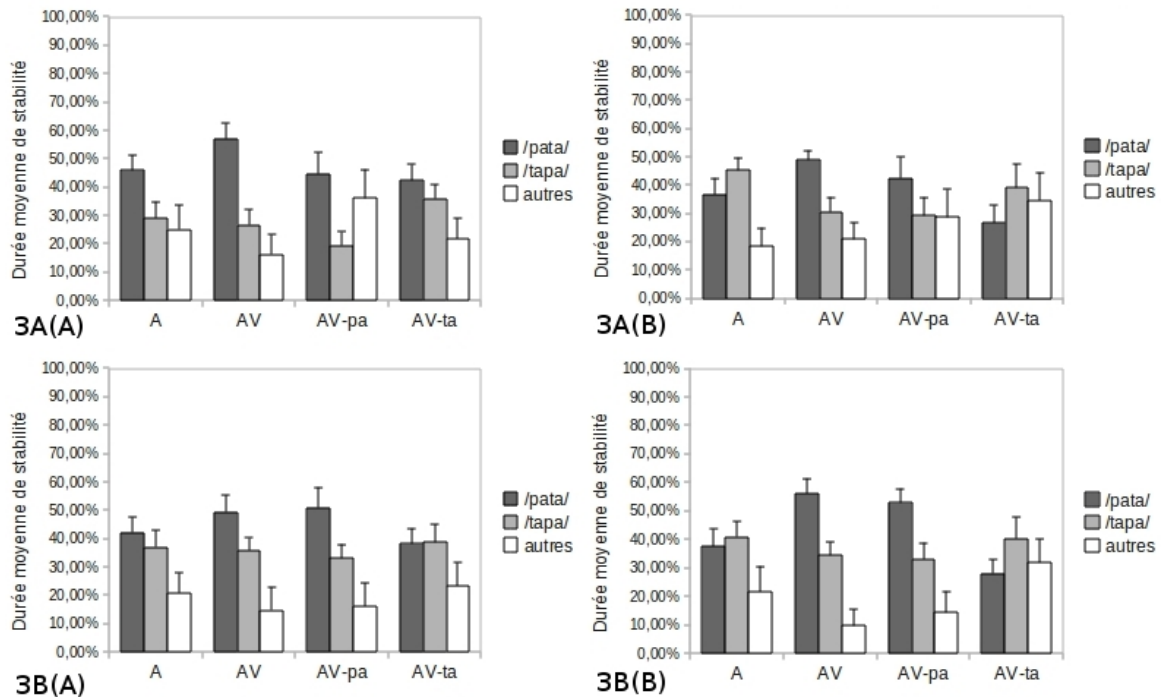 Durée moyenne de stabilité
100,00%
90,00%
80,00%
70,00%
60,00%
50,00%
40,00%
30,00%
20,00%
10,00%
0,00%
A AV AV-pa AV-ta
/pata/
/tapa/
autres
3A(A)
Durée moyenne de stabilité
100,00%
90,00%
80,00%
70,00%
60,00%
50,00%
40,00%
30,00%
20,00%
10,00%
0,00%
A AV AV-pa AV-ta
/pata/
/tapa/
autres
3A(B)
Durée moyenne de stabilité
100,00%
90,00%
80,00%
70,00%
60,00%
50,00%
40,00%
30,00%
20,00%
10,00%
0,00%
A AV AV-pa AV-ta
/pata/
/tapa/
autres
3B(A)
Durée moyenne de stabilité
100,00%
90,00%
80,00%
70,00%
60,00%
50,00%
40,00%
30,00%
20,00%
10,00%
0,00%
A AV AV-pa AV-ta
/pata/
/tapa/
autres
3B(B)